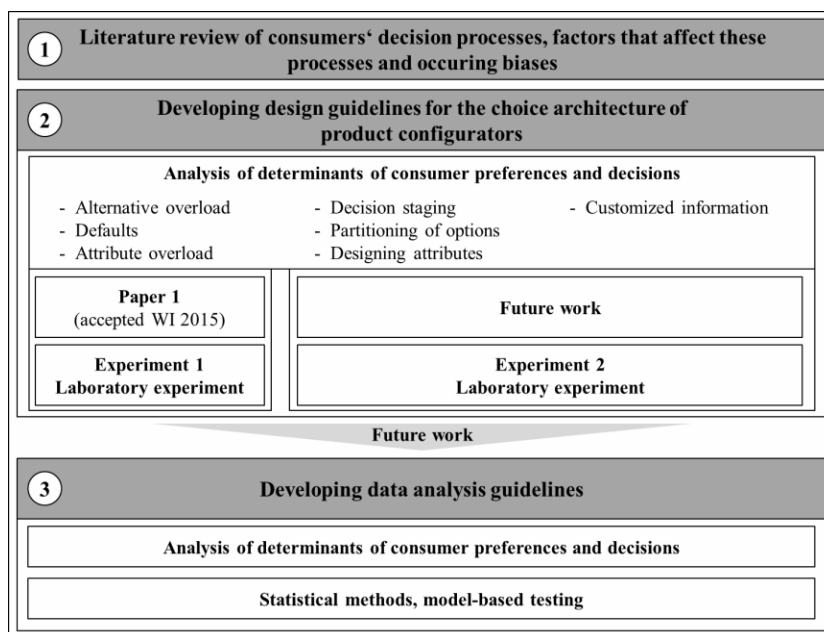 1
Literature review of consumers‘ decision processes, factors that affect these
processes and occuring biases
2
Developing design guidelines for the choice architecture of
product configurators
Analysis of determinants of consumer preferences and decisions
- Alternative overload
- Defaults
- Attribute overload
- Decision staging
- Partitioning of options
- Designing attributes
- Customized information
Paper 1
(accepted WI 2015)
Future work
Experiment 1
Laboratory experiment
Experiment 2
Laboratory experiment
Future work
3
Developing data analysis guidelines
Analysis of determinants of consumer preferences and decisions
Statistical methods, model-based testing